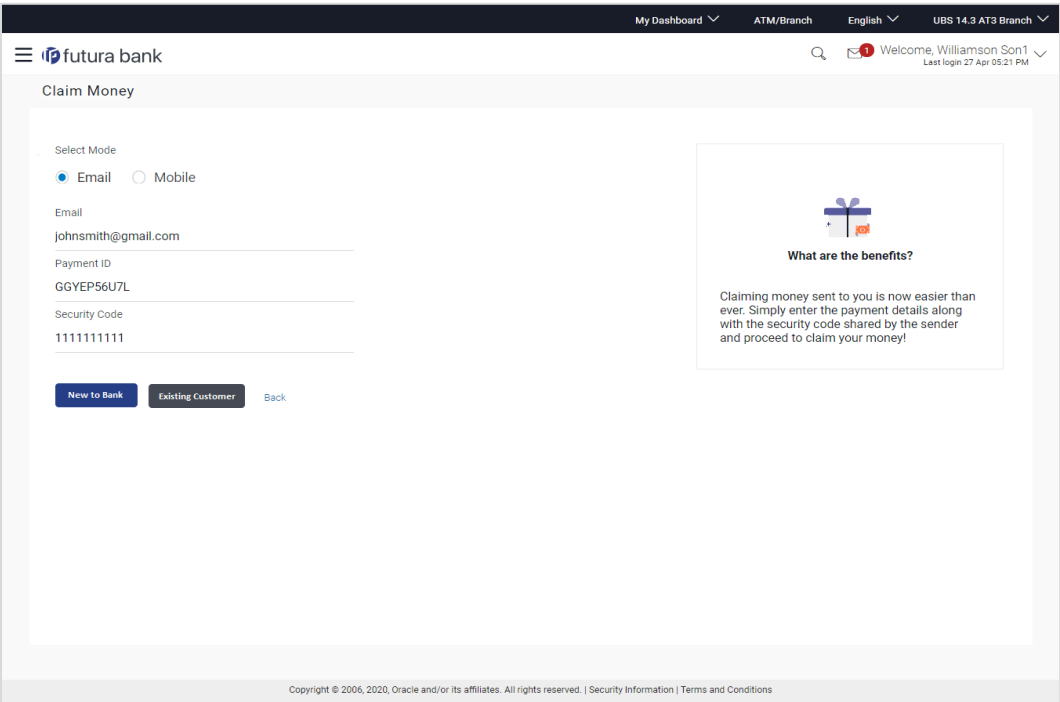 My Dashboard ATM/Branch English UBS 14.3 AT3 Branch
futura bank
1 Welcome, Williamson Son1
Last login 27 Apr 05:21 PM
Claim Money
Select Mode
Email Mobile
Email
johnsmith@gmail.com
Payment ID
GGYEP56U7L
Security Code
1111111111
New to Bank Existing Customer Back
What are the benefits?
Claiming money sent to you is now easier than
ever. Simply enter the payment details along
with the security code shared by the sender
and proceed to claim your money!
Copyright © 2006, 2020, Oracle and/or its affiliates. All rights reserved. | Security Information | Terms and Conditions